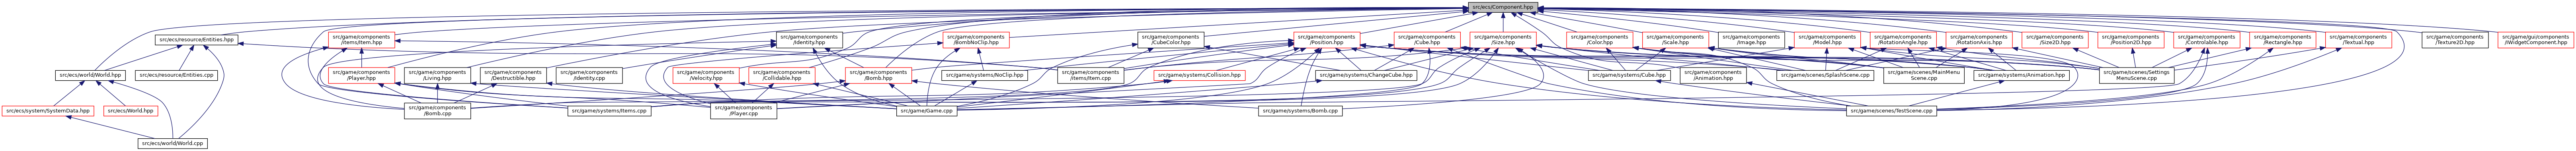 src/ecs/Component.hpp
src/ecs/resource/Entities.hpp
src/game/components
/items/Item.hpp
src/game/components
/Identity.hpp
src/game/components
/BombNoClip.hpp
src/game/components
/CubeColor.hpp
src/game/components
/Position.hpp
src/game/components
/Cube.hpp
src/game/components
/Size.hpp
src/game/components
/Color.hpp
src/game/components
/Scale.hpp
src/game/components
/Image.hpp
src/game/components
/Model.hpp
src/game/components
/RotationAngle.hpp
src/game/components
/RotationAxis.hpp
src/game/components
/Size2D.hpp
src/game/components
/Position2D.hpp
src/game/components
/Controlable.hpp
src/game/components
/Rectangle.hpp
src/game/components
/Textual.hpp
src/game/components
/Texture2D.hpp
src/game/gui/components
/IWidgetComponent.hpp
src/ecs/world/World.hpp
src/ecs/resource/Entities.cpp
src/game/components
/Player.hpp
src/game/components
/Living.hpp
src/game/components
/Destructible.hpp
src/game/components
/Identity.cpp
src/game/components
/Velocity.hpp
src/game/components
/Collidable.hpp
src/game/components
/Bomb.hpp
src/game/systems/NoClip.hpp
src/game/components
/items/Item.cpp
src/game/systems/Collision.hpp
src/game/systems/ChangeCube.hpp
src/game/systems/Cube.hpp
src/game/components
/Animation.hpp
src/game/scenes/SplashScene.cpp
src/game/scenes/MainMenu
Scene.cpp
src/game/systems/Animation.hpp
src/game/scenes/Settings
MenuScene.cpp
src/ecs/system/SystemData.hpp
src/ecs/World.hpp
src/game/components
/Bomb.cpp
src/game/systems/Items.cpp
src/game/components
/Player.cpp
src/game/Game.cpp
src/game/systems/Bomb.cpp
src/game/scenes/TestScene.cpp
src/ecs/world/World.cpp